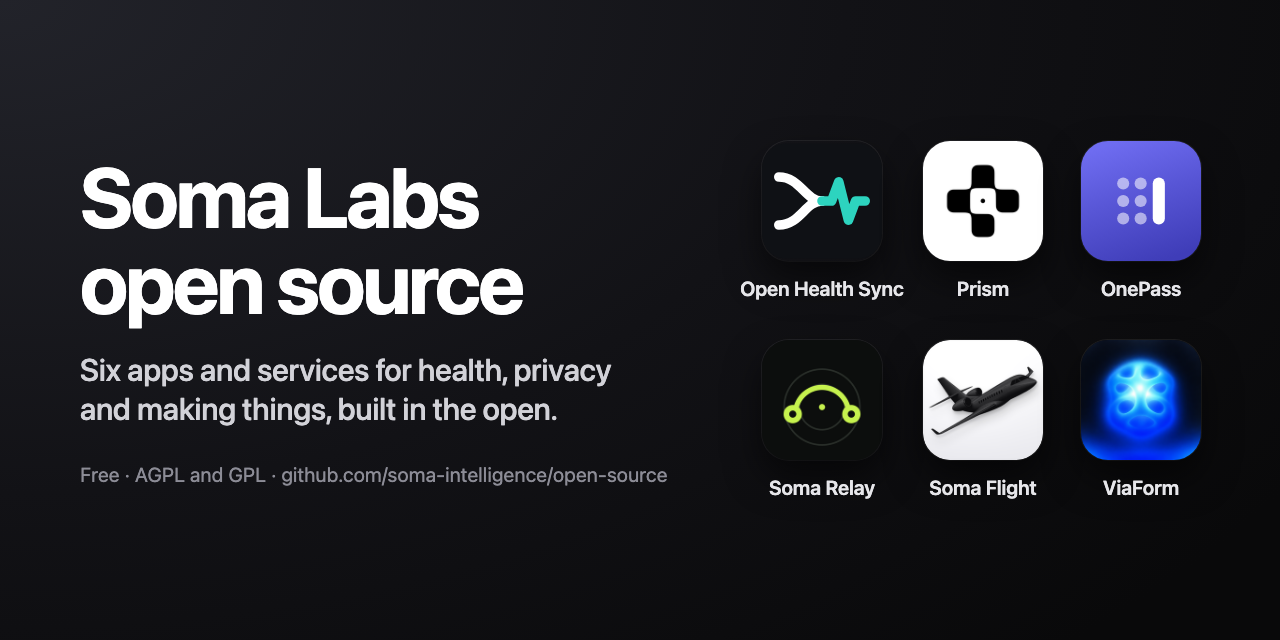 Soma Labs
open source
Six apps and services for health, privacy
and making things, built in the open.
Free · AGPL and GPL · github.com/soma-intelligence/open-source
Open Health Sync
Prism
OnePass
Soma Relay
Soma Flight
ViaForm